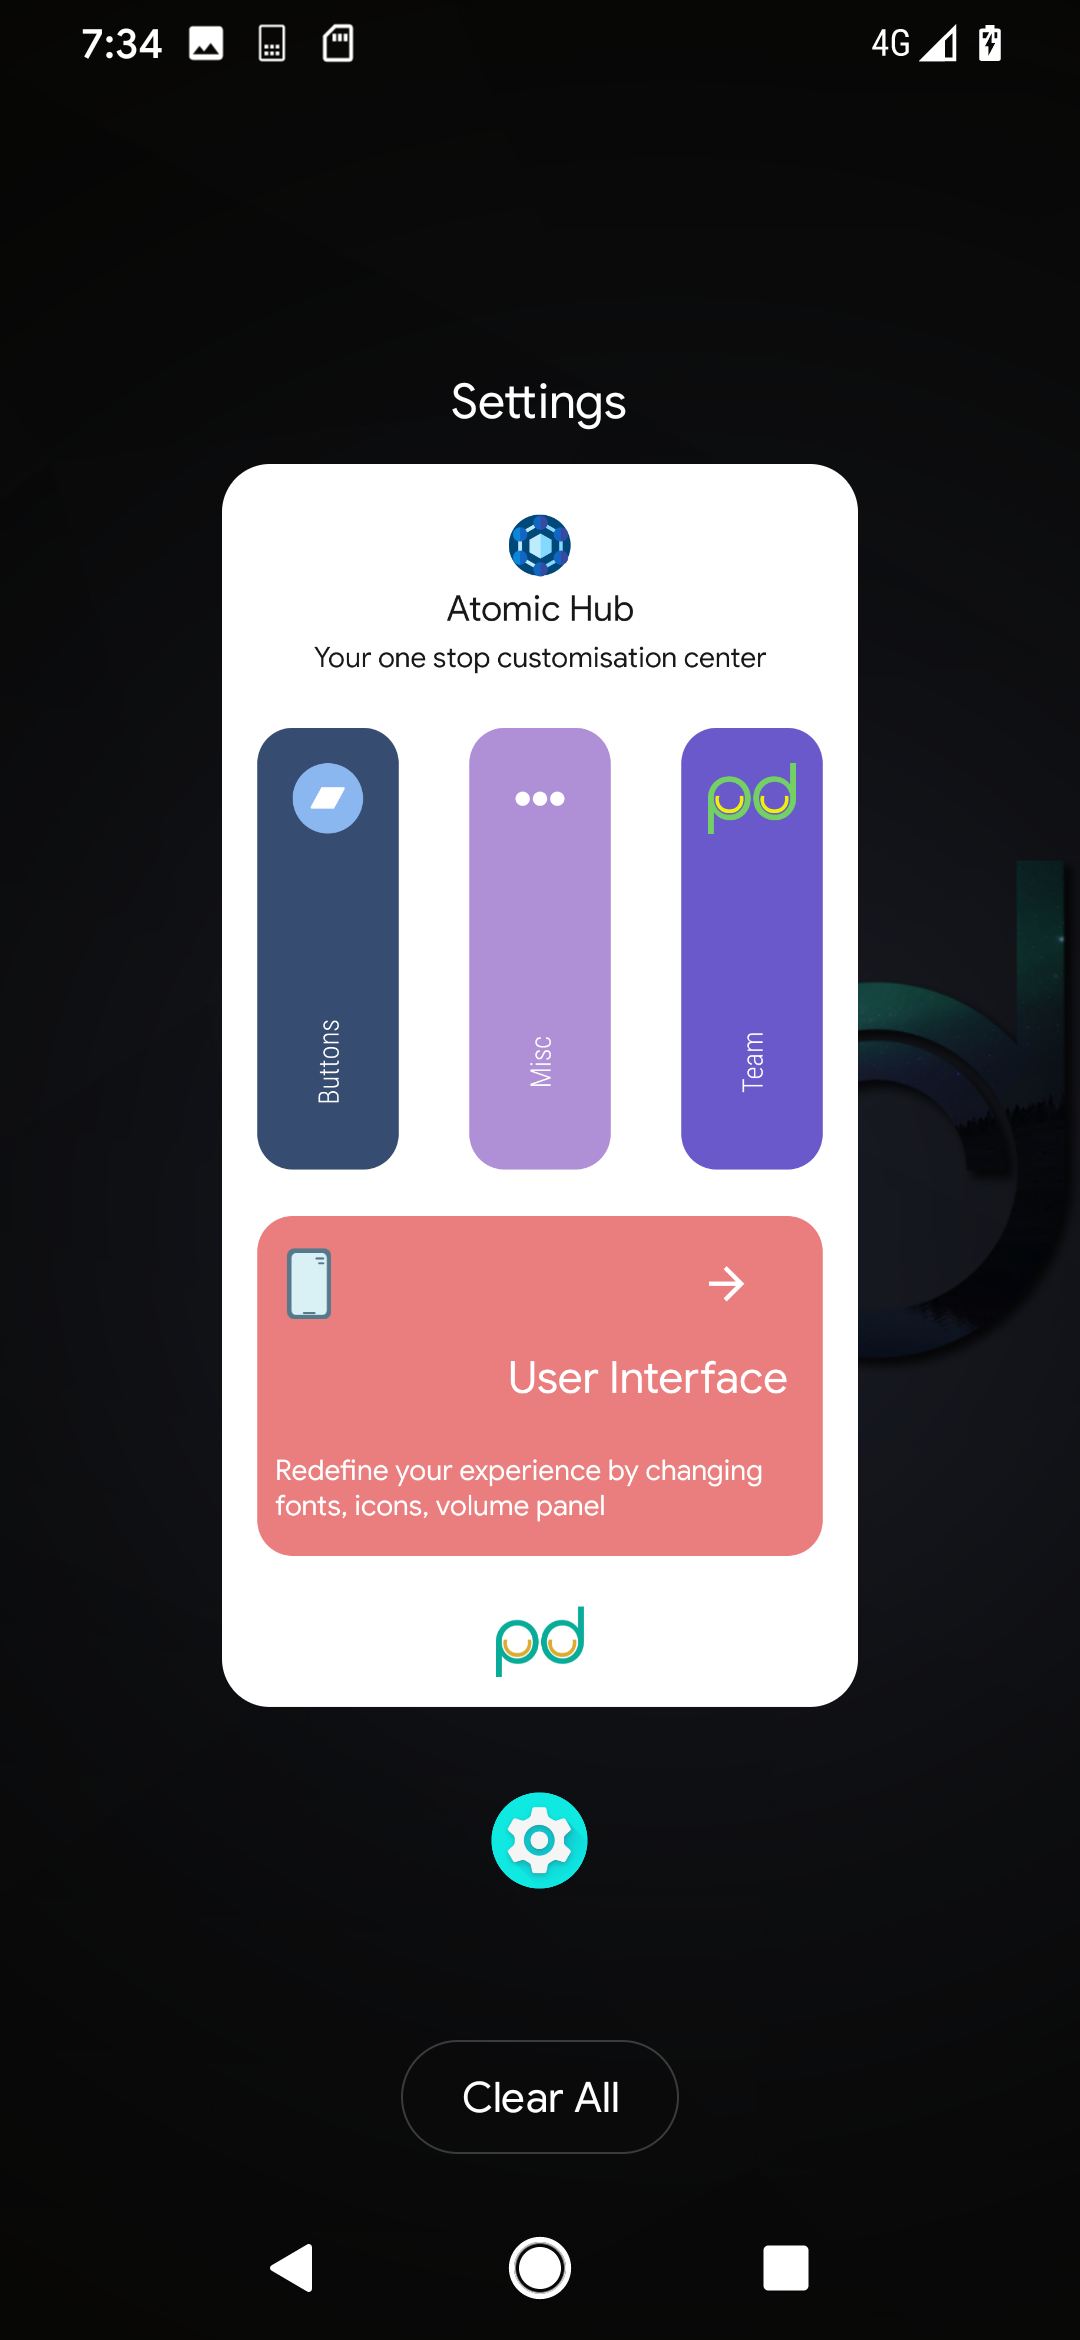 7:34
4G
Settings
Atomic Hub
Your one stop customisation center
Buttons
Misc
Team
User Interface
Redefine your experience by changing
fonts, icons, volume panel
pd
pd
Clear All